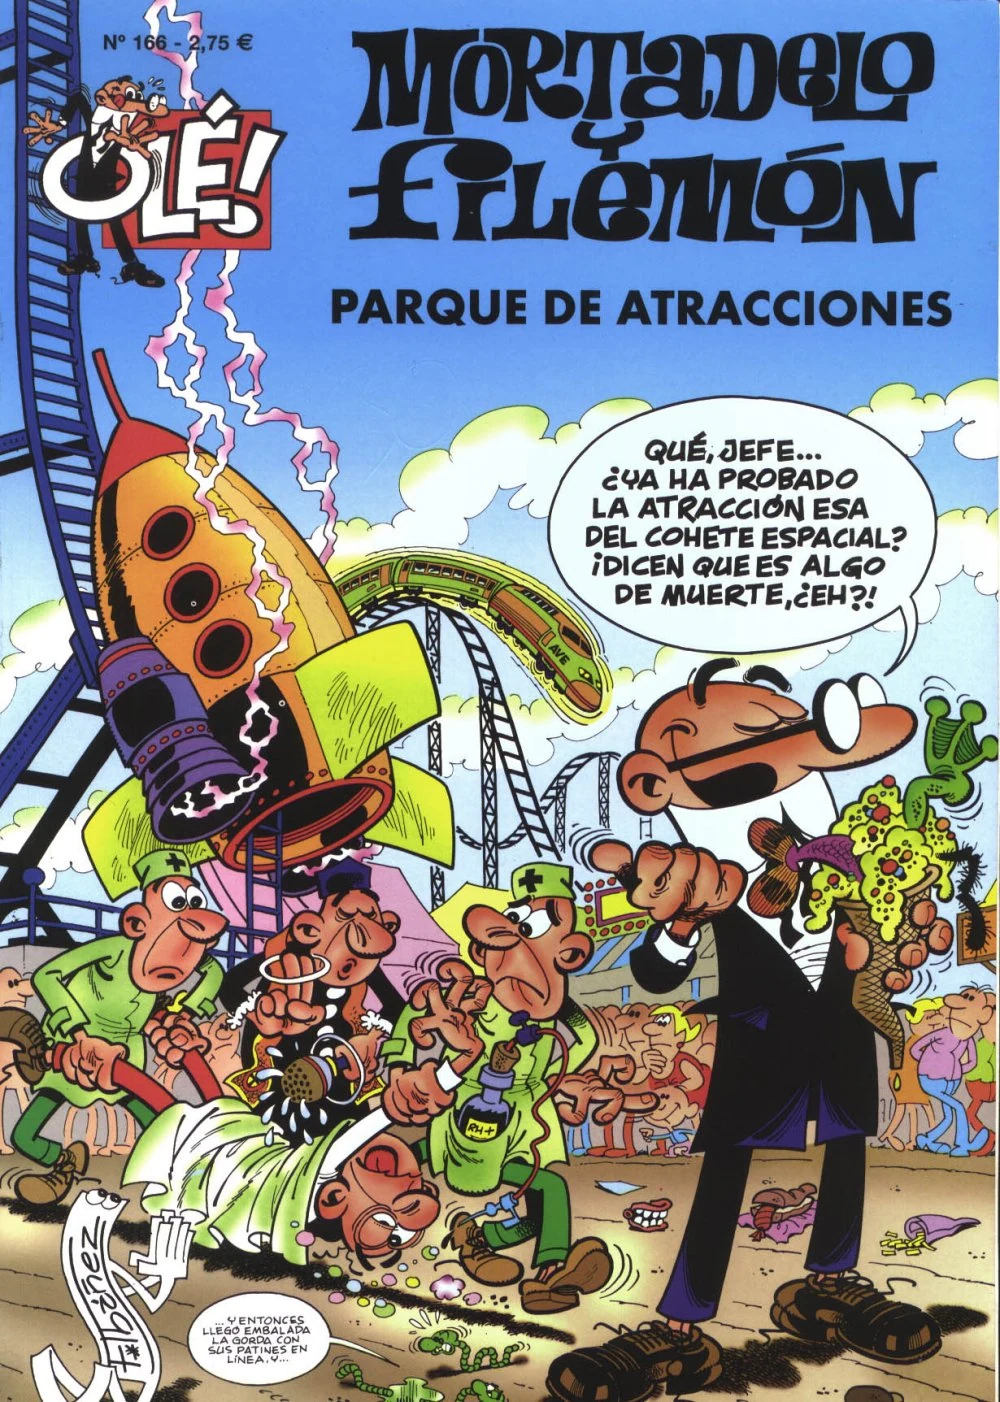 Nº 166 - 2,75 €
OLÉ!
MORTADELO
Y
FILEMÓN
PARQUE DE ATRACCIONES
QUÉ, JEFE...
¿YA HA PROBADO
LA ATRACCIÓN ESA
DEL COHETE ESPACIAL?
¡DICEN QUE ES ALGO
DE MUERTE, ¿EH?!
AVE
RH+
F*Ibáñez
...Y ENTONCES
LLEGÓ EMBALADA
LA GORDA CON
SUS PATINES EN
LÍNEA, Y...